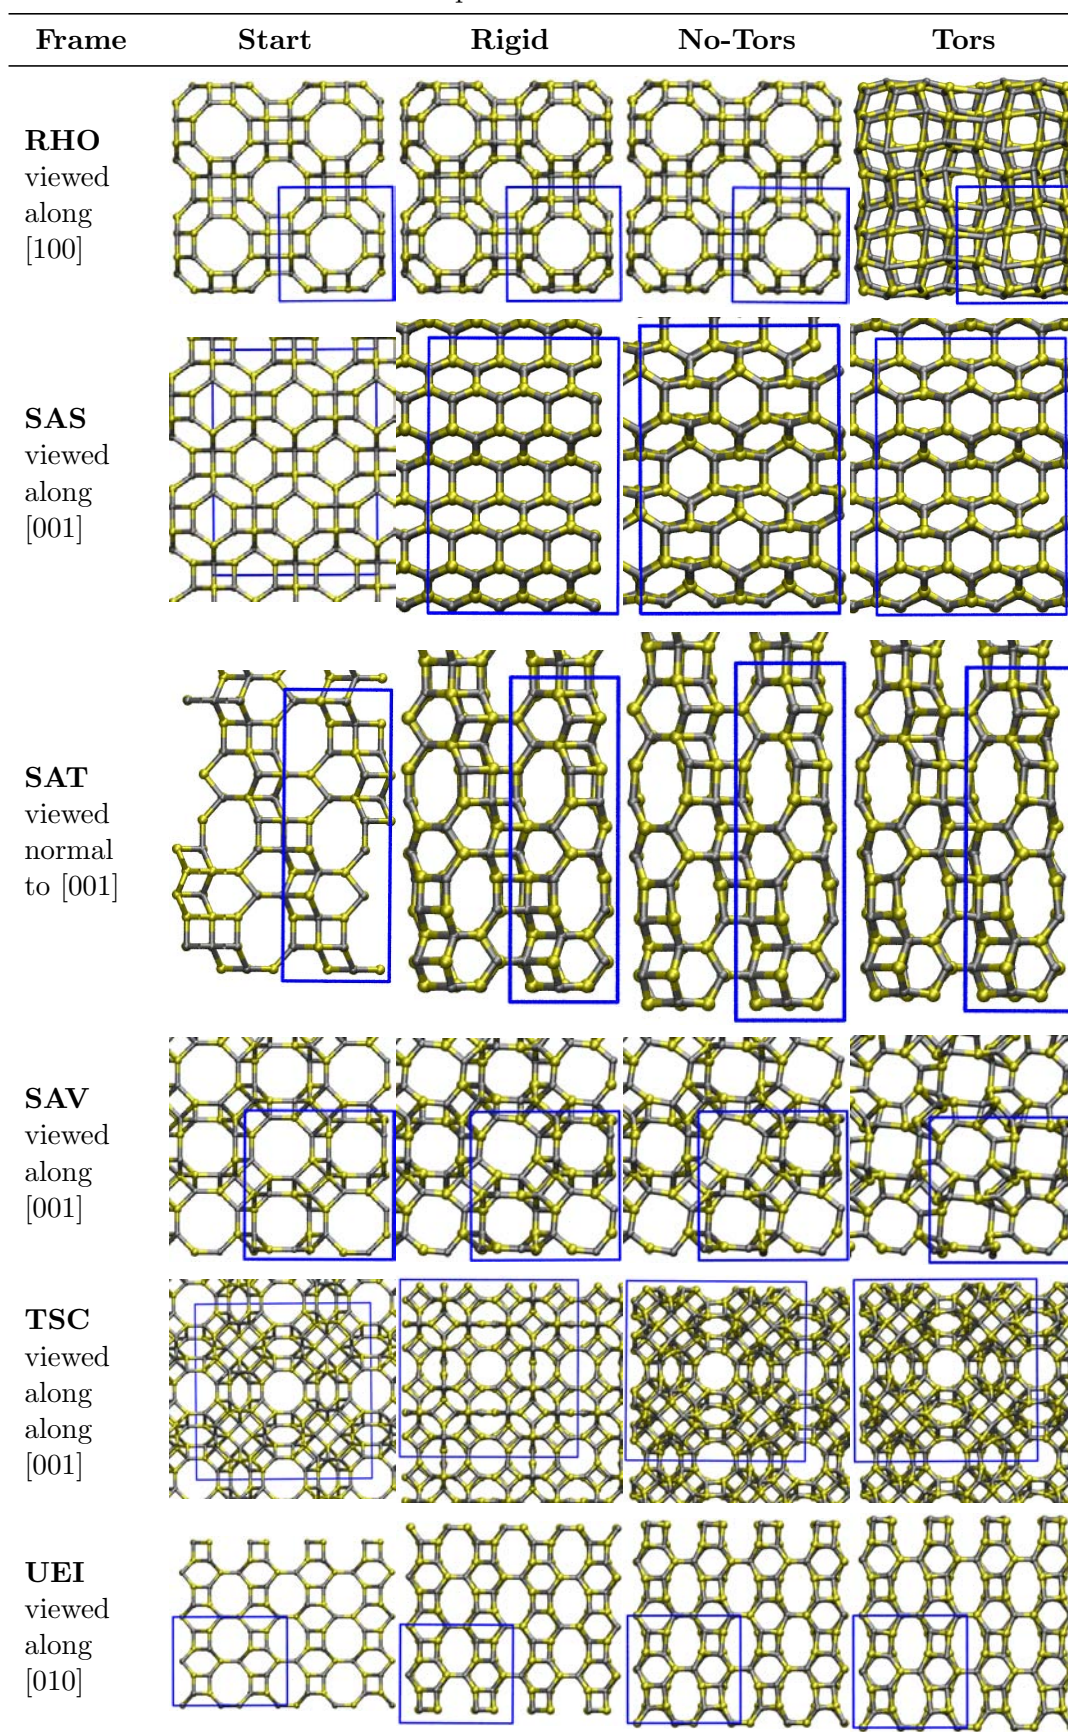 Frame Start Rigid No-Tors Tors
RHO
viewed
along
[100]
SAS
viewed
along
[001]
SAT
viewed
normal
to [001]
SAV
viewed
along
[001]
TSC
viewed
along
along
[001]
UEI
viewed
along
[010]